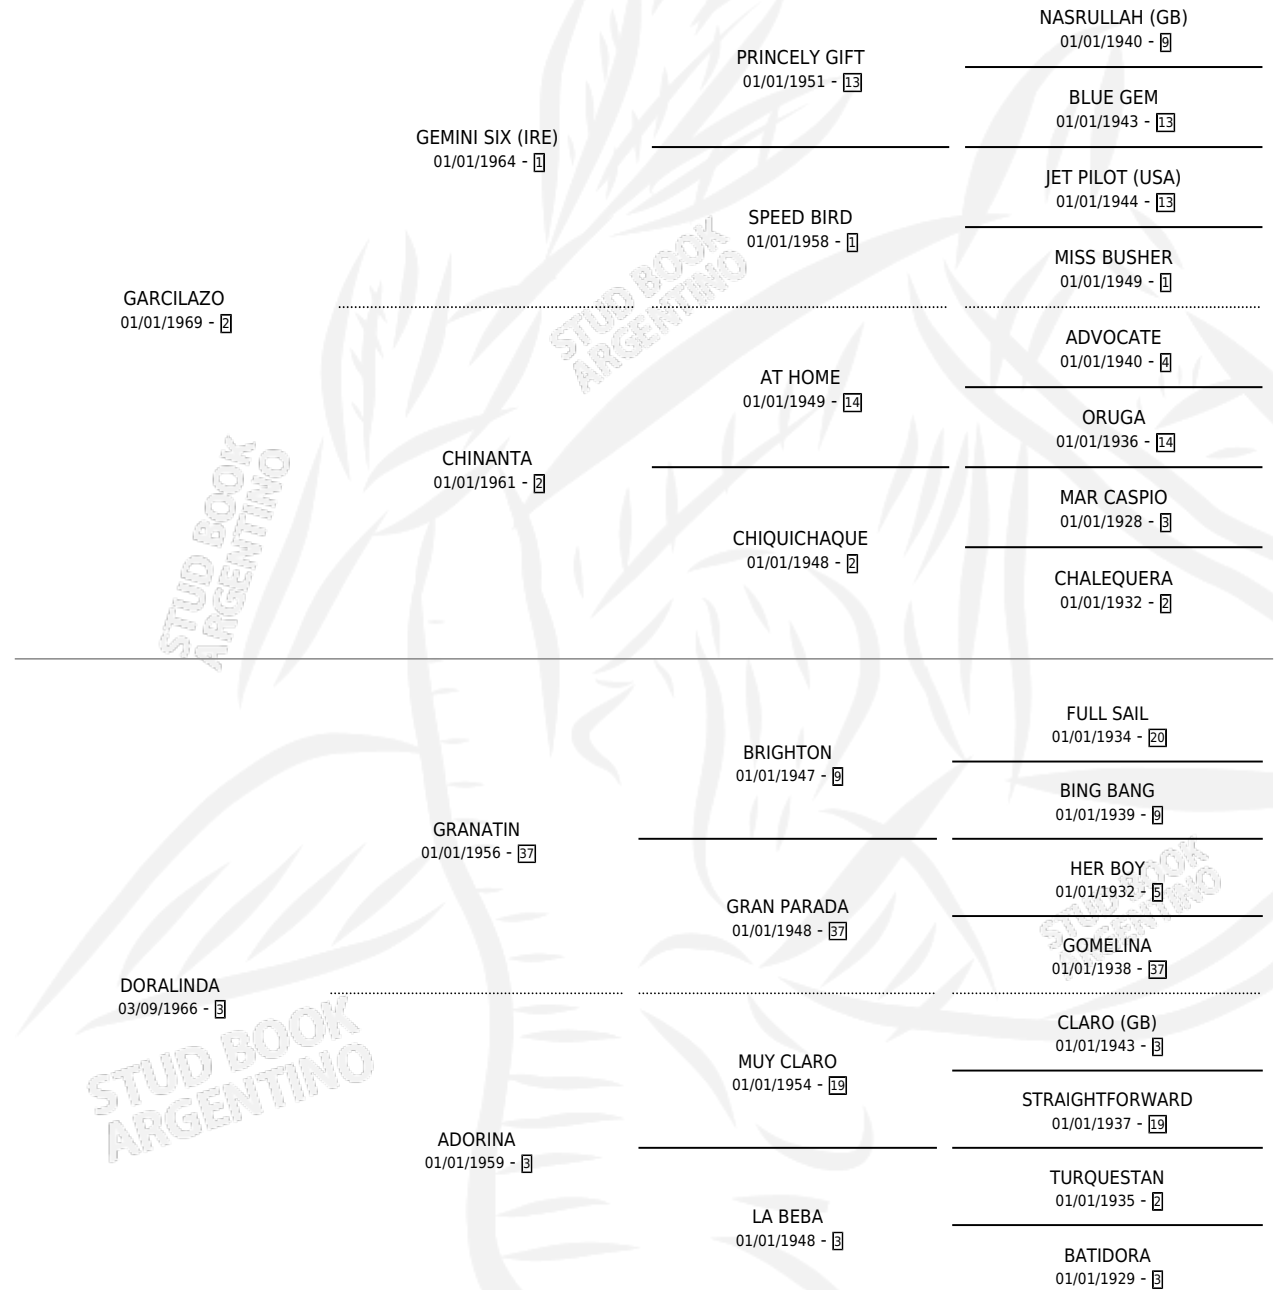 NASRULLAH (GB)
01/01/1940 - 9
PRINCELY GIFT
01/01/1951 - 13
BLUE GEM
01/01/1943 - 13
GEMINI SIX (IRE)
01/01/1964 - 1
JET PILOT (USA)
01/01/1944 - 13
SPEED BIRD
01/01/1958 - 1
MISS BUSHER
01/01/1949 - 1
GARCILAZO
01/01/1969 - 2
ADVOCATE
01/01/1940 - 4
AT HOME
01/01/1949 - 14
ORUGA
01/01/1936 - 14
CHINANTA
01/01/1961 - 2
MAR CASPIO
01/01/1928 - 3
CHIQUICHAQUE
01/01/1948 - 2
CHALEQUERA
01/01/1932 - 2
FULL SAIL
01/01/1934 - 20
BRIGHTON
01/01/1947 - 9
BING BANG
01/01/1939 - 9
GRANATIN
01/01/1956 - 37
HER BOY
01/01/1932 - 5
GRAN PARADA
01/01/1948 - 37
GOMELINA
01/01/1938 - 37
DORALINDA
03/09/1966 - 3
CLARO (GB)
01/01/1943 - 3
MUY CLARO
01/01/1954 - 19
STRAIGHTFORWARD
01/01/1937 - 19
ADORINA
01/01/1959 - 3
TURQUESTAN
01/01/1935 - 2
LA BEBA
01/01/1948 - 3
BATIDORA
01/01/1929 - 3
STUD BOOK
ARGENTINO
STUD BOOK
ARGENTINO
STUD BOOK
ARGENTINO
STUD BOOK
ARGENTINO